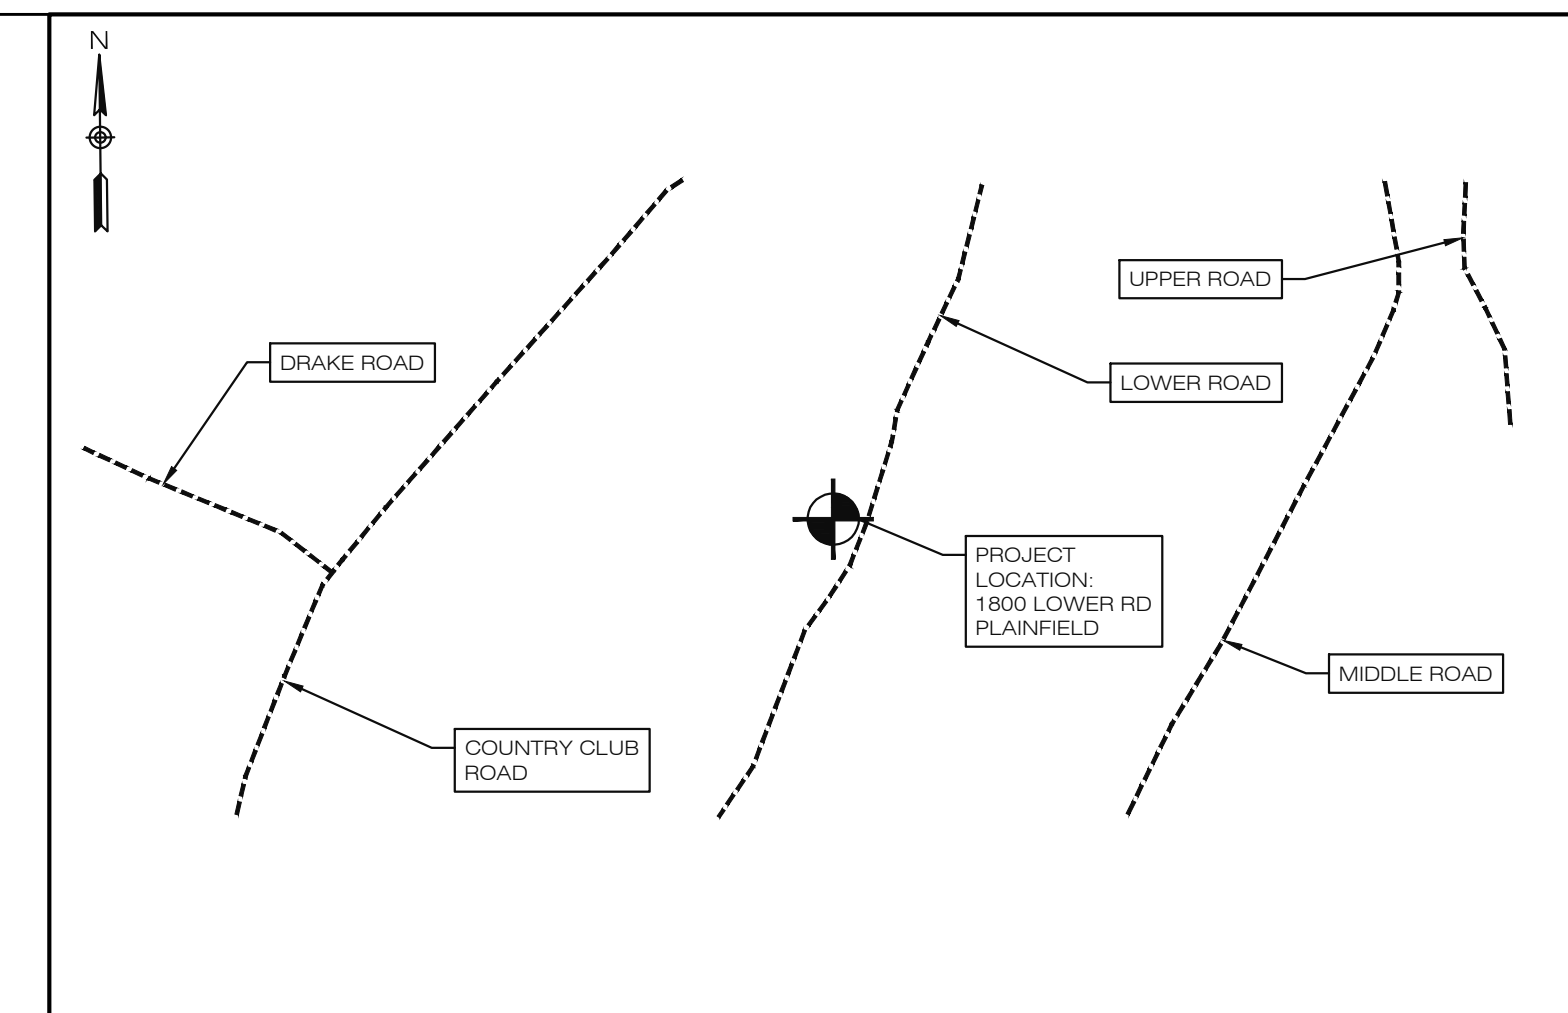 N
UPPER ROAD
DRAKE ROAD
LOWER ROAD
PROJECT
LOCATION:
1800 LOWER RD
PLAINFIELD
MIDDLE ROAD
COUNTRY CLUB
ROAD